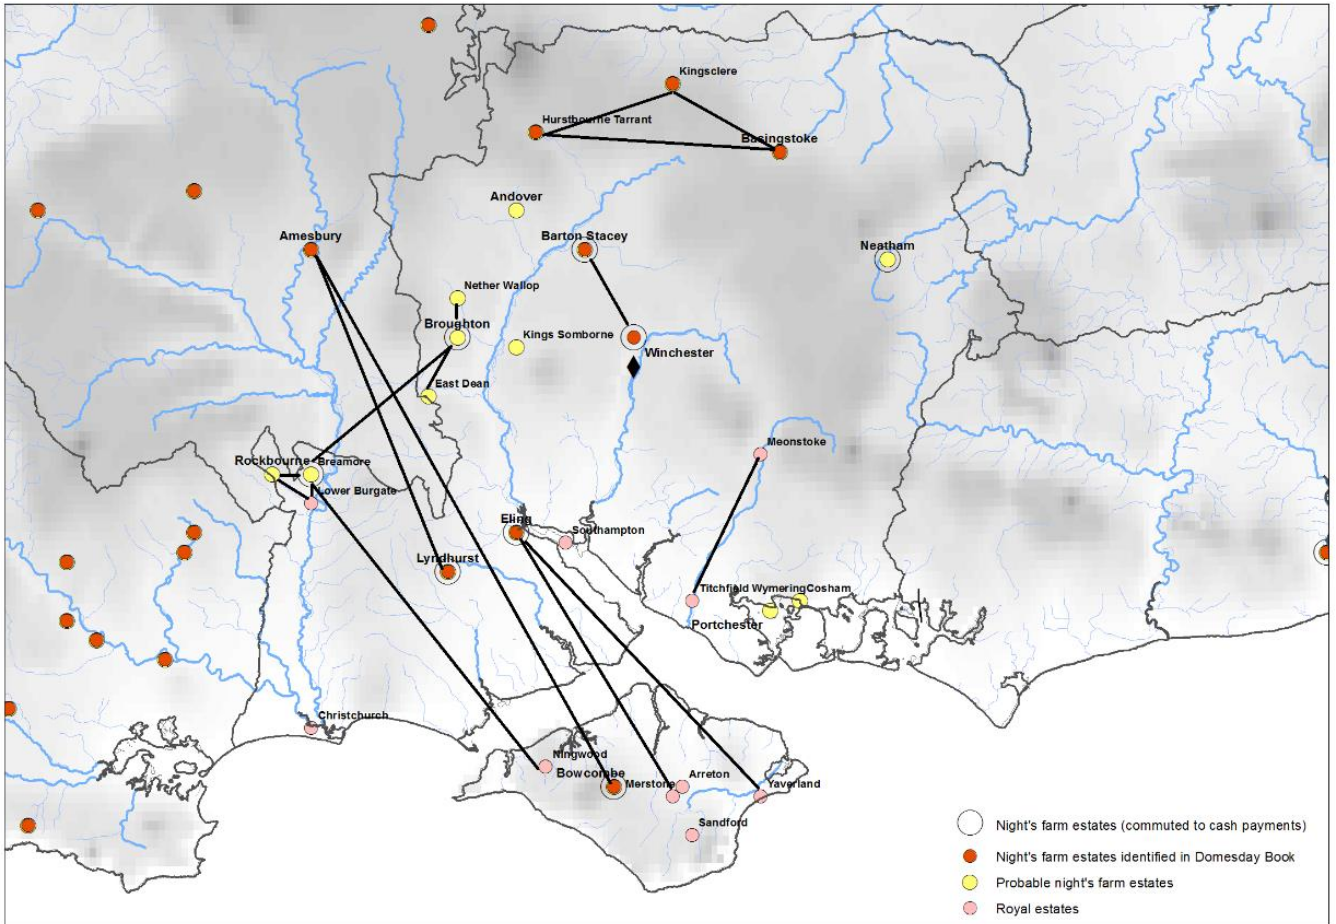 Kingsclere
Hurstbourne Tarrant
Basingstoke
Andover
Amesbury
Barton Stacey
Neatham
Nether Wallop
Broughton
Kings Somborne
Winchester
East Dean
Meonstoke
Rockbourne
Breamore
Lower Burgate
Eling
Southampton
Lyndhurst
Titchfield
Wymering
Cosham
Portchester
Christchurch
Ningwood
Bowcombe
Merstone
Arreton
Yaverland
Sandford
Night's farm estates (commuted to cash payments)
Night's farm estates identified in Domesday Book
Probable night's farm estates
Royal estates